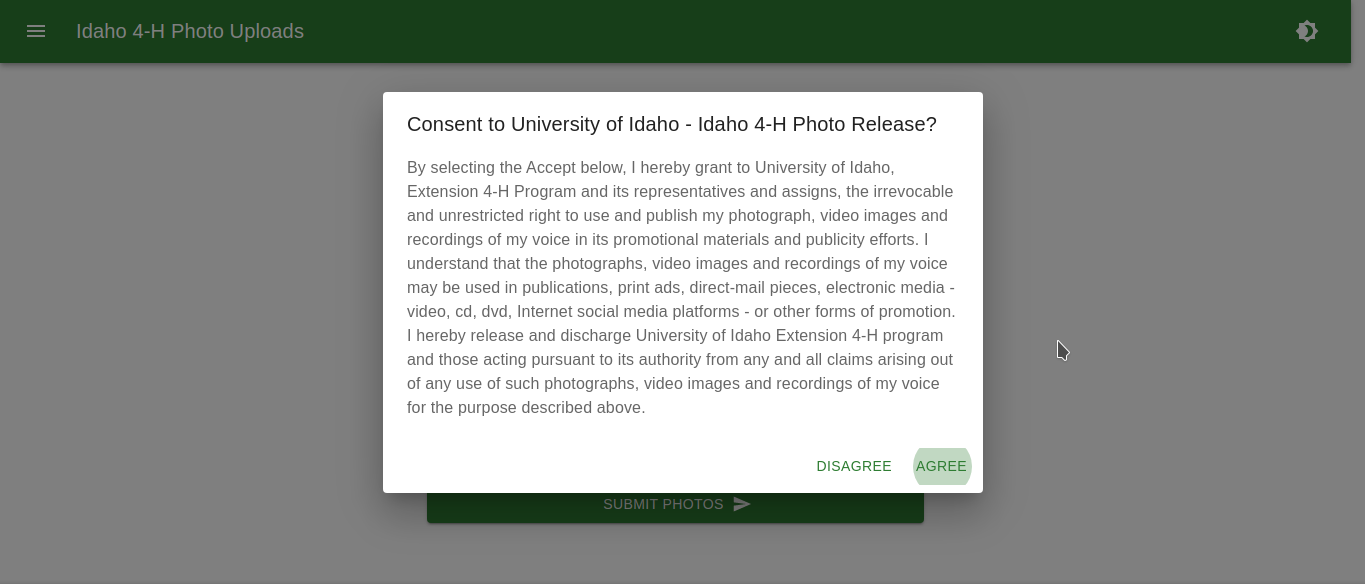 Idaho 4-H Photo Uploads
Consent to University of Idaho - Idaho 4-H Photo Release?
By selecting the Accept below, I hereby grant to University of Idaho,
Extension 4-H Program and its representatives and assigns, the irrevocable
and unrestricted right to use and publish my photograph, video images and
recordings of my voice in its promotional materials and publicity efforts. I
understand that the photographs, video images and recordings of my voice
may be used in publications, print ads, direct-mail pieces, electronic media -
video, cd, dvd, Internet social media platforms - or other forms of promotion.
I hereby release and discharge University of Idaho Extension 4-H program
and those acting pursuant to its authority from any and all claims arising out
of any use of such photographs, video images and recordings of my voice
for the purpose described above.
DISAGREE AGREE
SUBMIT PHOTOS